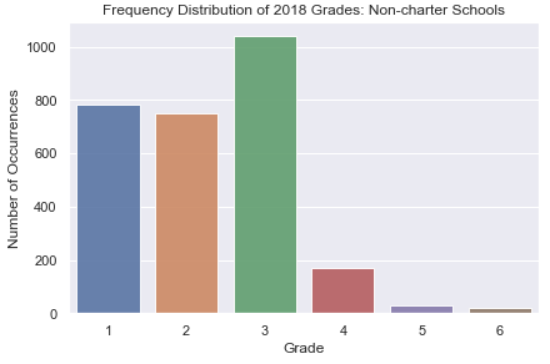 Frequency Distribution of 2018 Grades: Non-charter Schools
Number of Occurrences
1000
800
600
400
200
0
1 2 3 4 5 6
Grade